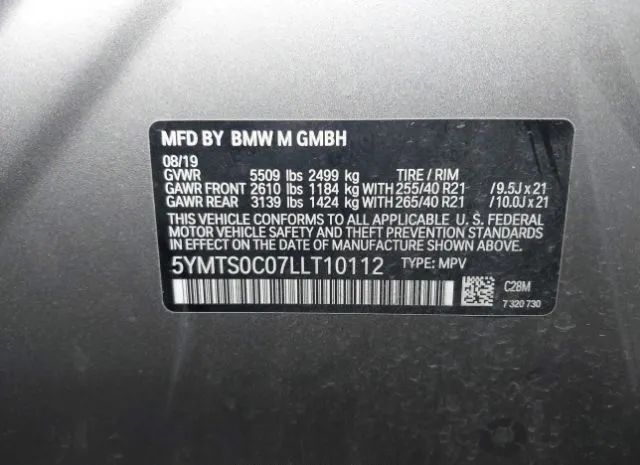 MFD BY BMW M GMBH
08/19
GVWR 5509 lbs 2499 kg TIRE / RIM
GAWR FRONT 2610 lbs 1184 kg WITH 255/40 R21 /9.5J x 21
GAWR REAR 3139 lbs 1424 kg WITH 265/40 R21 /10.0J x 21
THIS VEHICLE CONFORMS TO ALL APPLICABLE U. S. FEDERAL
MOTOR VEHICLE SAFETY AND THEFT PREVENTION STANDARDS
IN EFFECT ON THE DATE OF MANUFACTURE SHOWN ABOVE.
5YMTS0C07LLT10112 TYPE: MPV
C28M
7 320 730